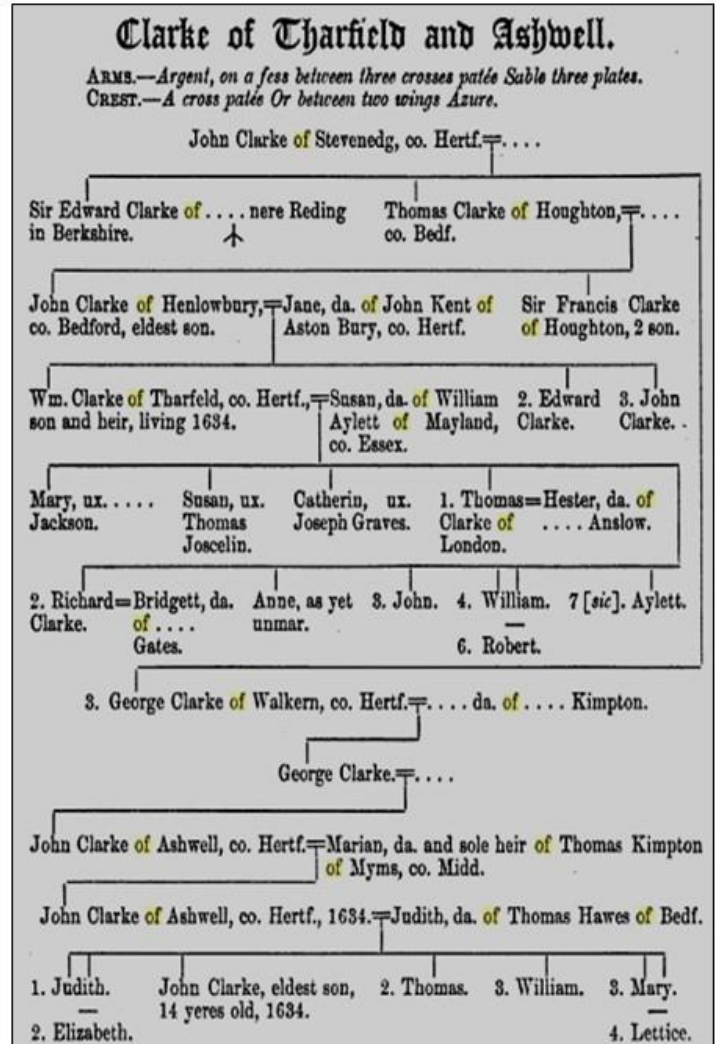 Clarke of Tharfield and Ashwell.
ARMS.—Argent, on a fess between three crosses patée Sable three plates.
CREST.—A cross patée Or between two wings Azure.
John Clarke of Stevenedg, co. Hertf.=. . . .
Sir Edward Clarke of . . . . nere Reding in Berkshire.
Thomas Clarke of Houghton,=. . . . co. Bedf.
John Clarke of Henlowbury,=Jane, da. of John Kent of
co. Bedford, eldest son. Aston Bury, co. Hertf.
Sir Francis Clarke
of Houghton, 2 son.
Wm. Clarke of Tharfeld, co. Hertf.,=Susan, da. of William
son and heir, living 1634. Aylett of Mayland,
co. Essex.
2. Edward
Clarke.
3. John
Clarke.
Mary, ux. . . . . .
Jackson.
Susan, ux.
Thomas
Joscelin.
Catherin, ux.
Joseph Graves.
1. Thomas=Hester, da. of
Clarke of . . . . Anslow.
London.
2. Richard=Bridgett, da.
Clarke. of . . . .
Gates.
Anne, as yet
unmar.
3. John.
4. William.
—
6. Robert.
7 [sic]. Aylett.
3. George Clarke of Walkern, co. Hertf.=. . . . da. of . . . . Kimpton.
George Clarke.=. . . .
John Clarke of Ashwell, co. Hertf.=Marian, da. and sole heir of Thomas Kimpton
of Myms, co. Midd.
John Clarke of Ashwell, co. Hertf., 1634.=Judith, da. of Thomas Hawes of Bedf.
1. Judith.
—
2. Elizabeth.
John Clarke, eldest son,
14 yeres old, 1634.
2. Thomas.
3. William.
3. Mary.
—
4. Lettice.